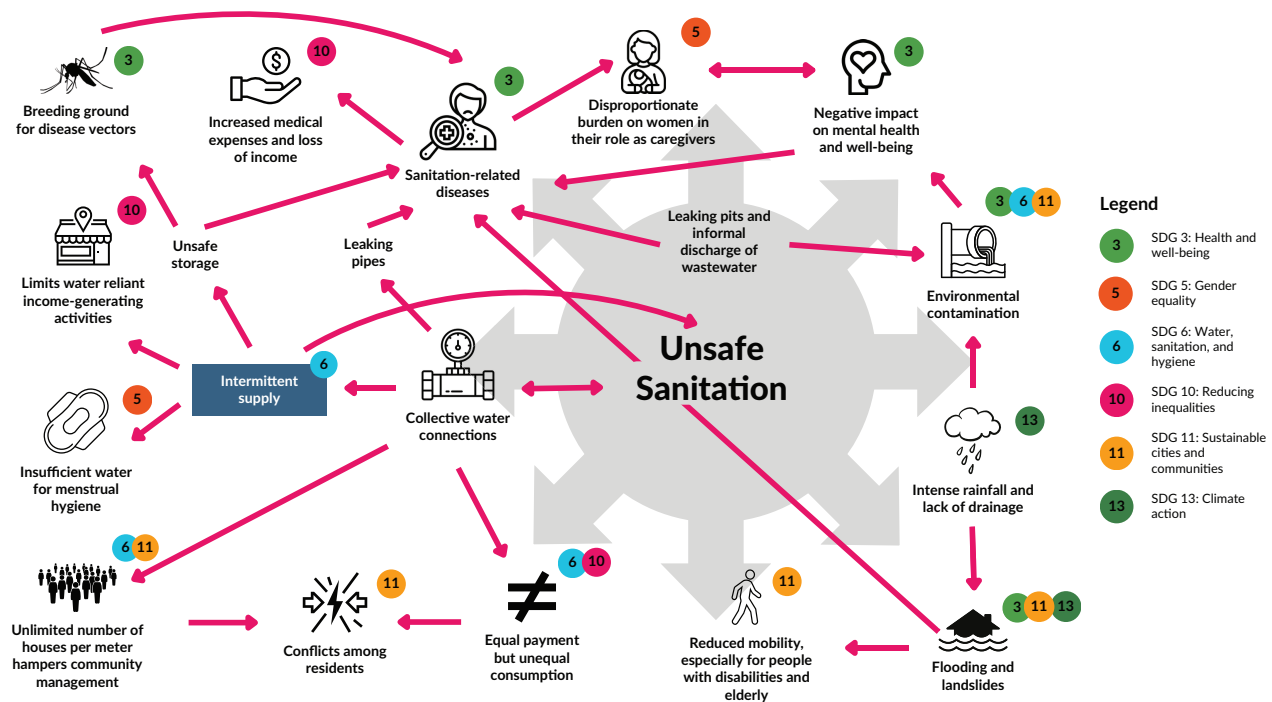 3
Breeding ground
for disease vectors
$
10
Increased medical
expenses and loss
of income
3
Sanitation-related
diseases
5
Disproportionate
burden on women in
their role as caregivers
3
Negative impact
on mental health
and well-being
10
Limits water reliant
income-generating
activities
Unsafe
storage
Leaking
pipes
Leaking pits and
informal
discharge of
wastewater
3 6 11
Environmental
contamination
Legend
3
SDG 3: Health and
well-being
5
SDG 5: Gender
equality
6
SDG 6: Water,
sanitation, and
hygiene
10
SDG 10: Reducing
inequalities
11
SDG 11: Sustainable
cities and
communities
13
SDG 13: Climate
action
6
Intermittent
supply
Collective water
connections
Unsafe
Sanitation
5
Insufficient water
for menstrual
hygiene
13
Intense rainfall and
lack of drainage
6 11
Unlimited number of
houses per meter
hampers community
management
11
Conflicts among
residents
6 10
Equal payment
but unequal
consumption
11
Reduced mobility,
especially for people
with disabilities and
elderly
3 11 13
Flooding and
landslides